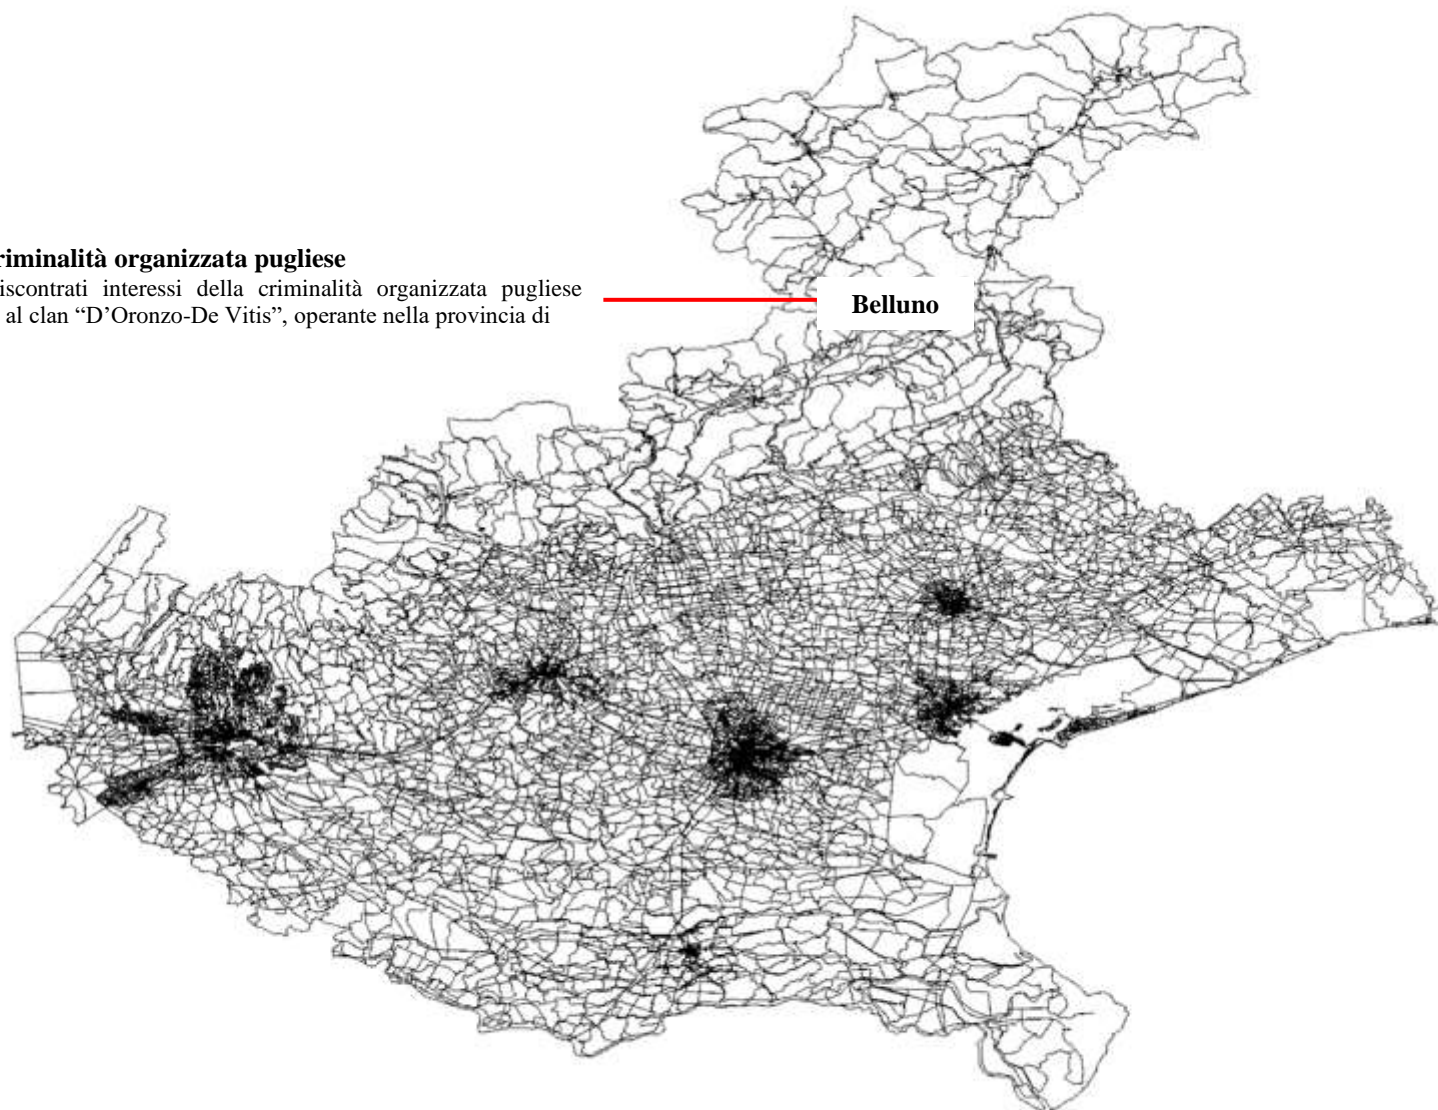 riminalità organizzata pugliese
iscontrati interessi della criminalità organizzata pugliese
al clan “D’Oronzo-De Vitis”, operante nella provincia di
Belluno